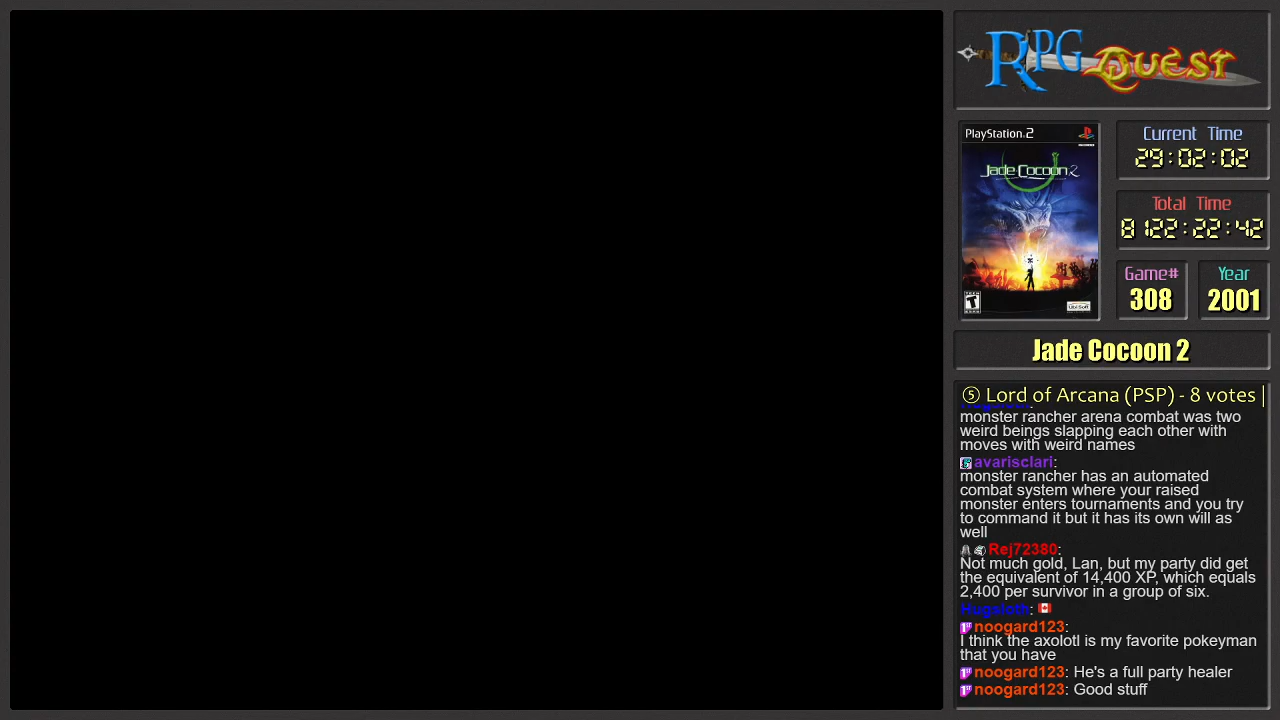 RPG Quest
PlayStation 2
Jade Cocoon 2
TEEN
Ubi Soft
Current Time
29:02:02
Total Time
8122:22:42
Game#
308
Year
2001
Jade Cocoon 2
⑤ Lord of Arcana (PSP) - 8 votes |
monster rancher arena combat was two
weird beings slapping each other with
moves with weird names
avarisclari:
monster rancher has an automated
combat system where your raised
monster enters tournaments and you try
to command it but it has its own will as
well
Rej72380:
Not much gold, Lan, but my party did get
the equivalent of 14,400 XP, which equals
2,400 per survivor in a group of six.
Hugaloth:
noogard123:
I think the axolotl is my favorite pokeyman
that you have
noogard123: He's a full party healer
noogard123: Good stuff